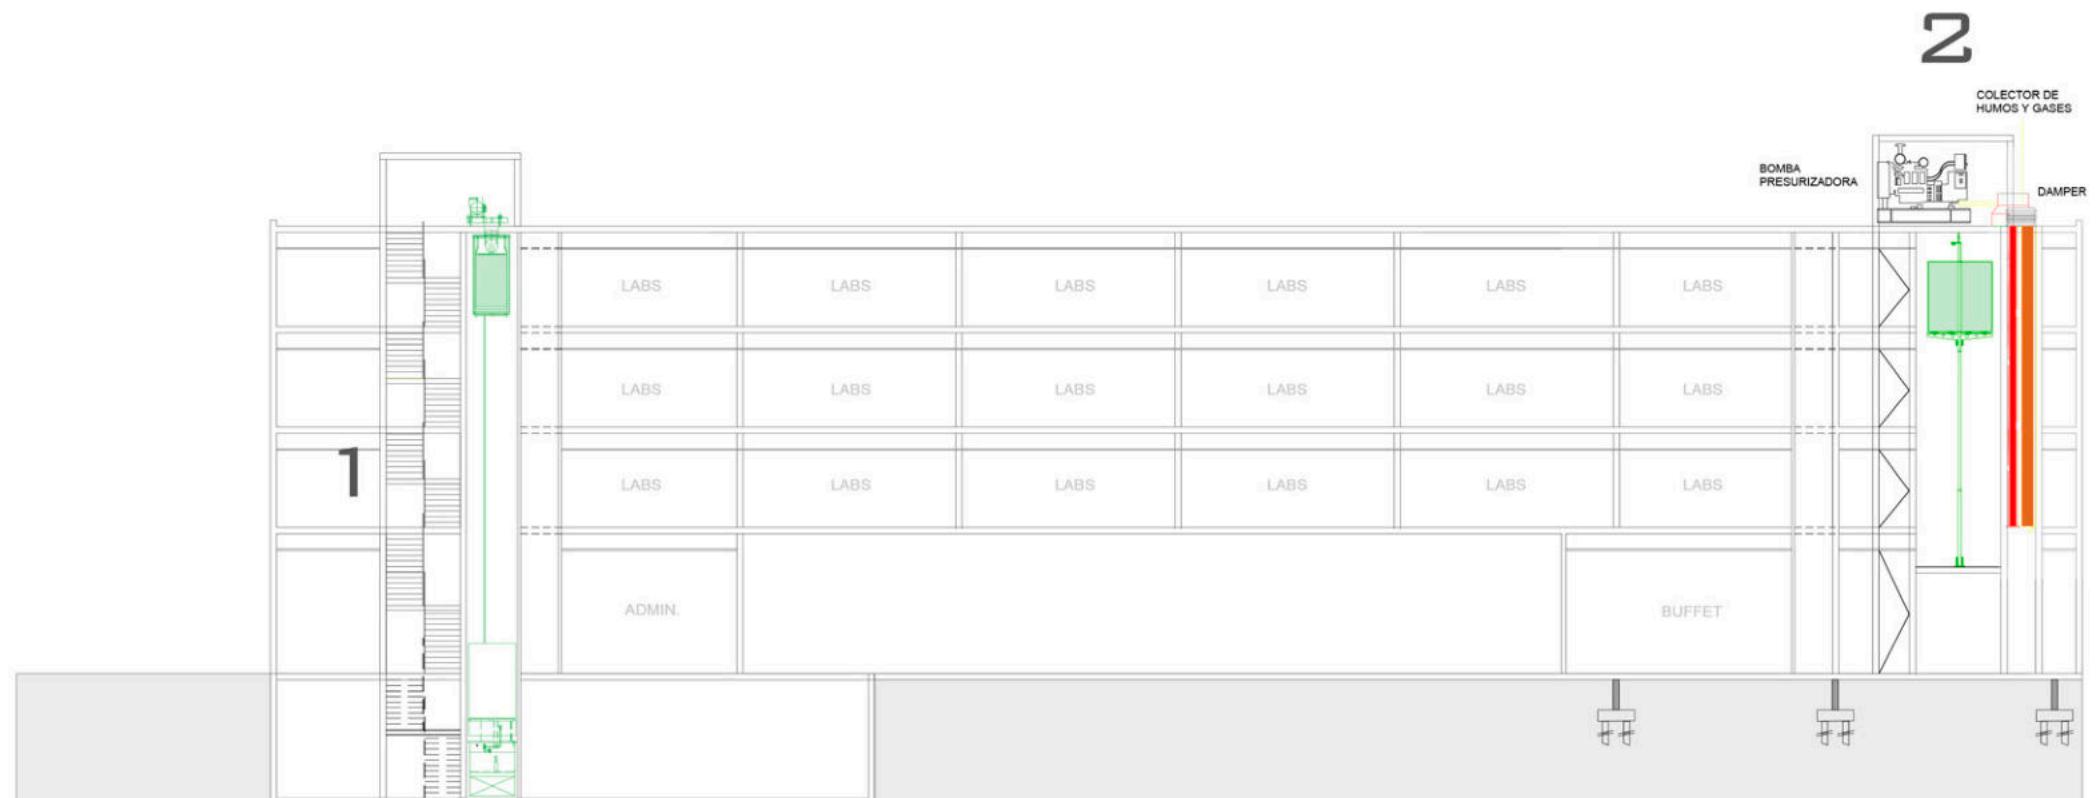 2
COLECTOR DE
HUMOS Y GASES
BOMBA
PRESURIZADORA
DAMPER
LABS LABS LABS LABS LABS LABS
LABS LABS LABS LABS LABS LABS
1
LABS LABS LABS LABS LABS LABS
ADMIN. BUFFET